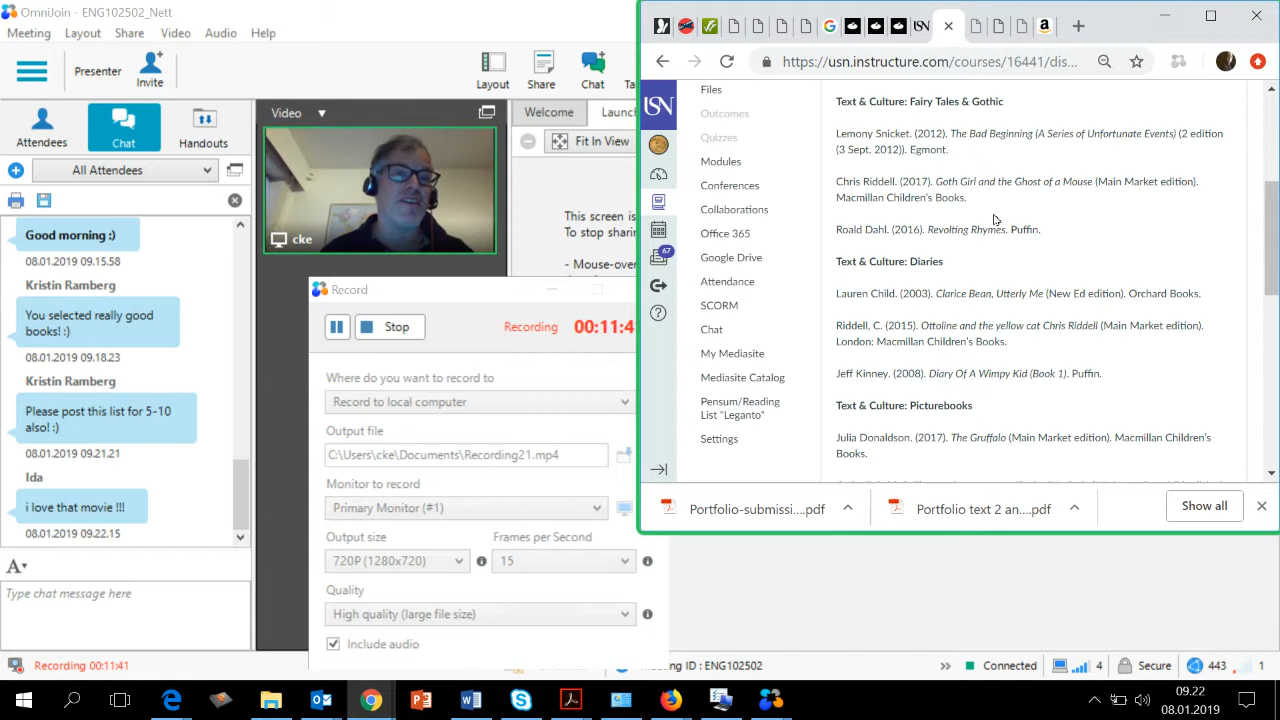 OmniJoin - ENG102502_Nett
Meeting Layout Share Video Audio Help
Presenter
Invite
Layout
Share
Chat
Attendees
Chat
Handouts
All Attendees
Good morning :)
08.01.2019 09.15.58
Kristin Ramberg
You selected really good
books! :)
08.01.2019 09.18.23
Kristin Ramberg
Please post this list for 5-10
also! :)
08.01.2019 09.21.21
Ida
i love that movie !!!
08.01.2019 09.22.15
A
Type chat message here
Recording 00:11:41
Video
cke
Welcome
Fit In View
This screen is
To stop sharin
- Mouse-over
Record
Stop
Recording
Where do you want to record to
Record to local computer
Output file
C:\Users\cke\Documents\Recording21.mp4
Monitor to record
Primary Monitor (#1)
Output size
Frames per Second
720P (1280x720)
15
Quality
High quality (large file size)
Include audio
https://usn.instructure.com/courses/16441/dis...
USN
67
Files
Outcomes
Quizzes
Modules
Conferences
Collaborations
Office 365
Google Drive
Attendance
SCORM
Chat
My Mediasite
Mediasite Catalog
Pensum/Reading
List "Leganto"
Settings
Text & Culture: Fairy Tales & Gothic
Lemony Snicket. (2012). The Bad Beginning (A Series of Unfortunate Events) (2 edition
(3 Sept. 2012)). Egmont.
Chris Riddell. (2017). Goth Girl and the Ghost of a Mouse (Main Market edition).
Macmillan Children's Books.
Roald Dahl. (2016). Revolting Rhymes. Puffin.
Text & Culture: Diaries
Lauren Child. (2003). Clarice Bean, Utterly Me (New Ed edition). Orchard Books.
Riddell, C. (2015). Ottoline and the yellow cat Chris Riddell (Main Market edition).
London: Macmillan Children's Books.
Jeff Kinney. (2008). Diary Of A Wimpy Kid (Book 1). Puffin.
Text & Culture: Picturebooks
Julia Donaldson. (2017). The Gruffalo (Main Market edition). Macmillan Children's
Books.
Portfolio-submissi....pdf
Portfolio text 2 an....pdf
Show all
ID: ENG102502
Connected
4
Secure
443
1
09.22
08.01.2019